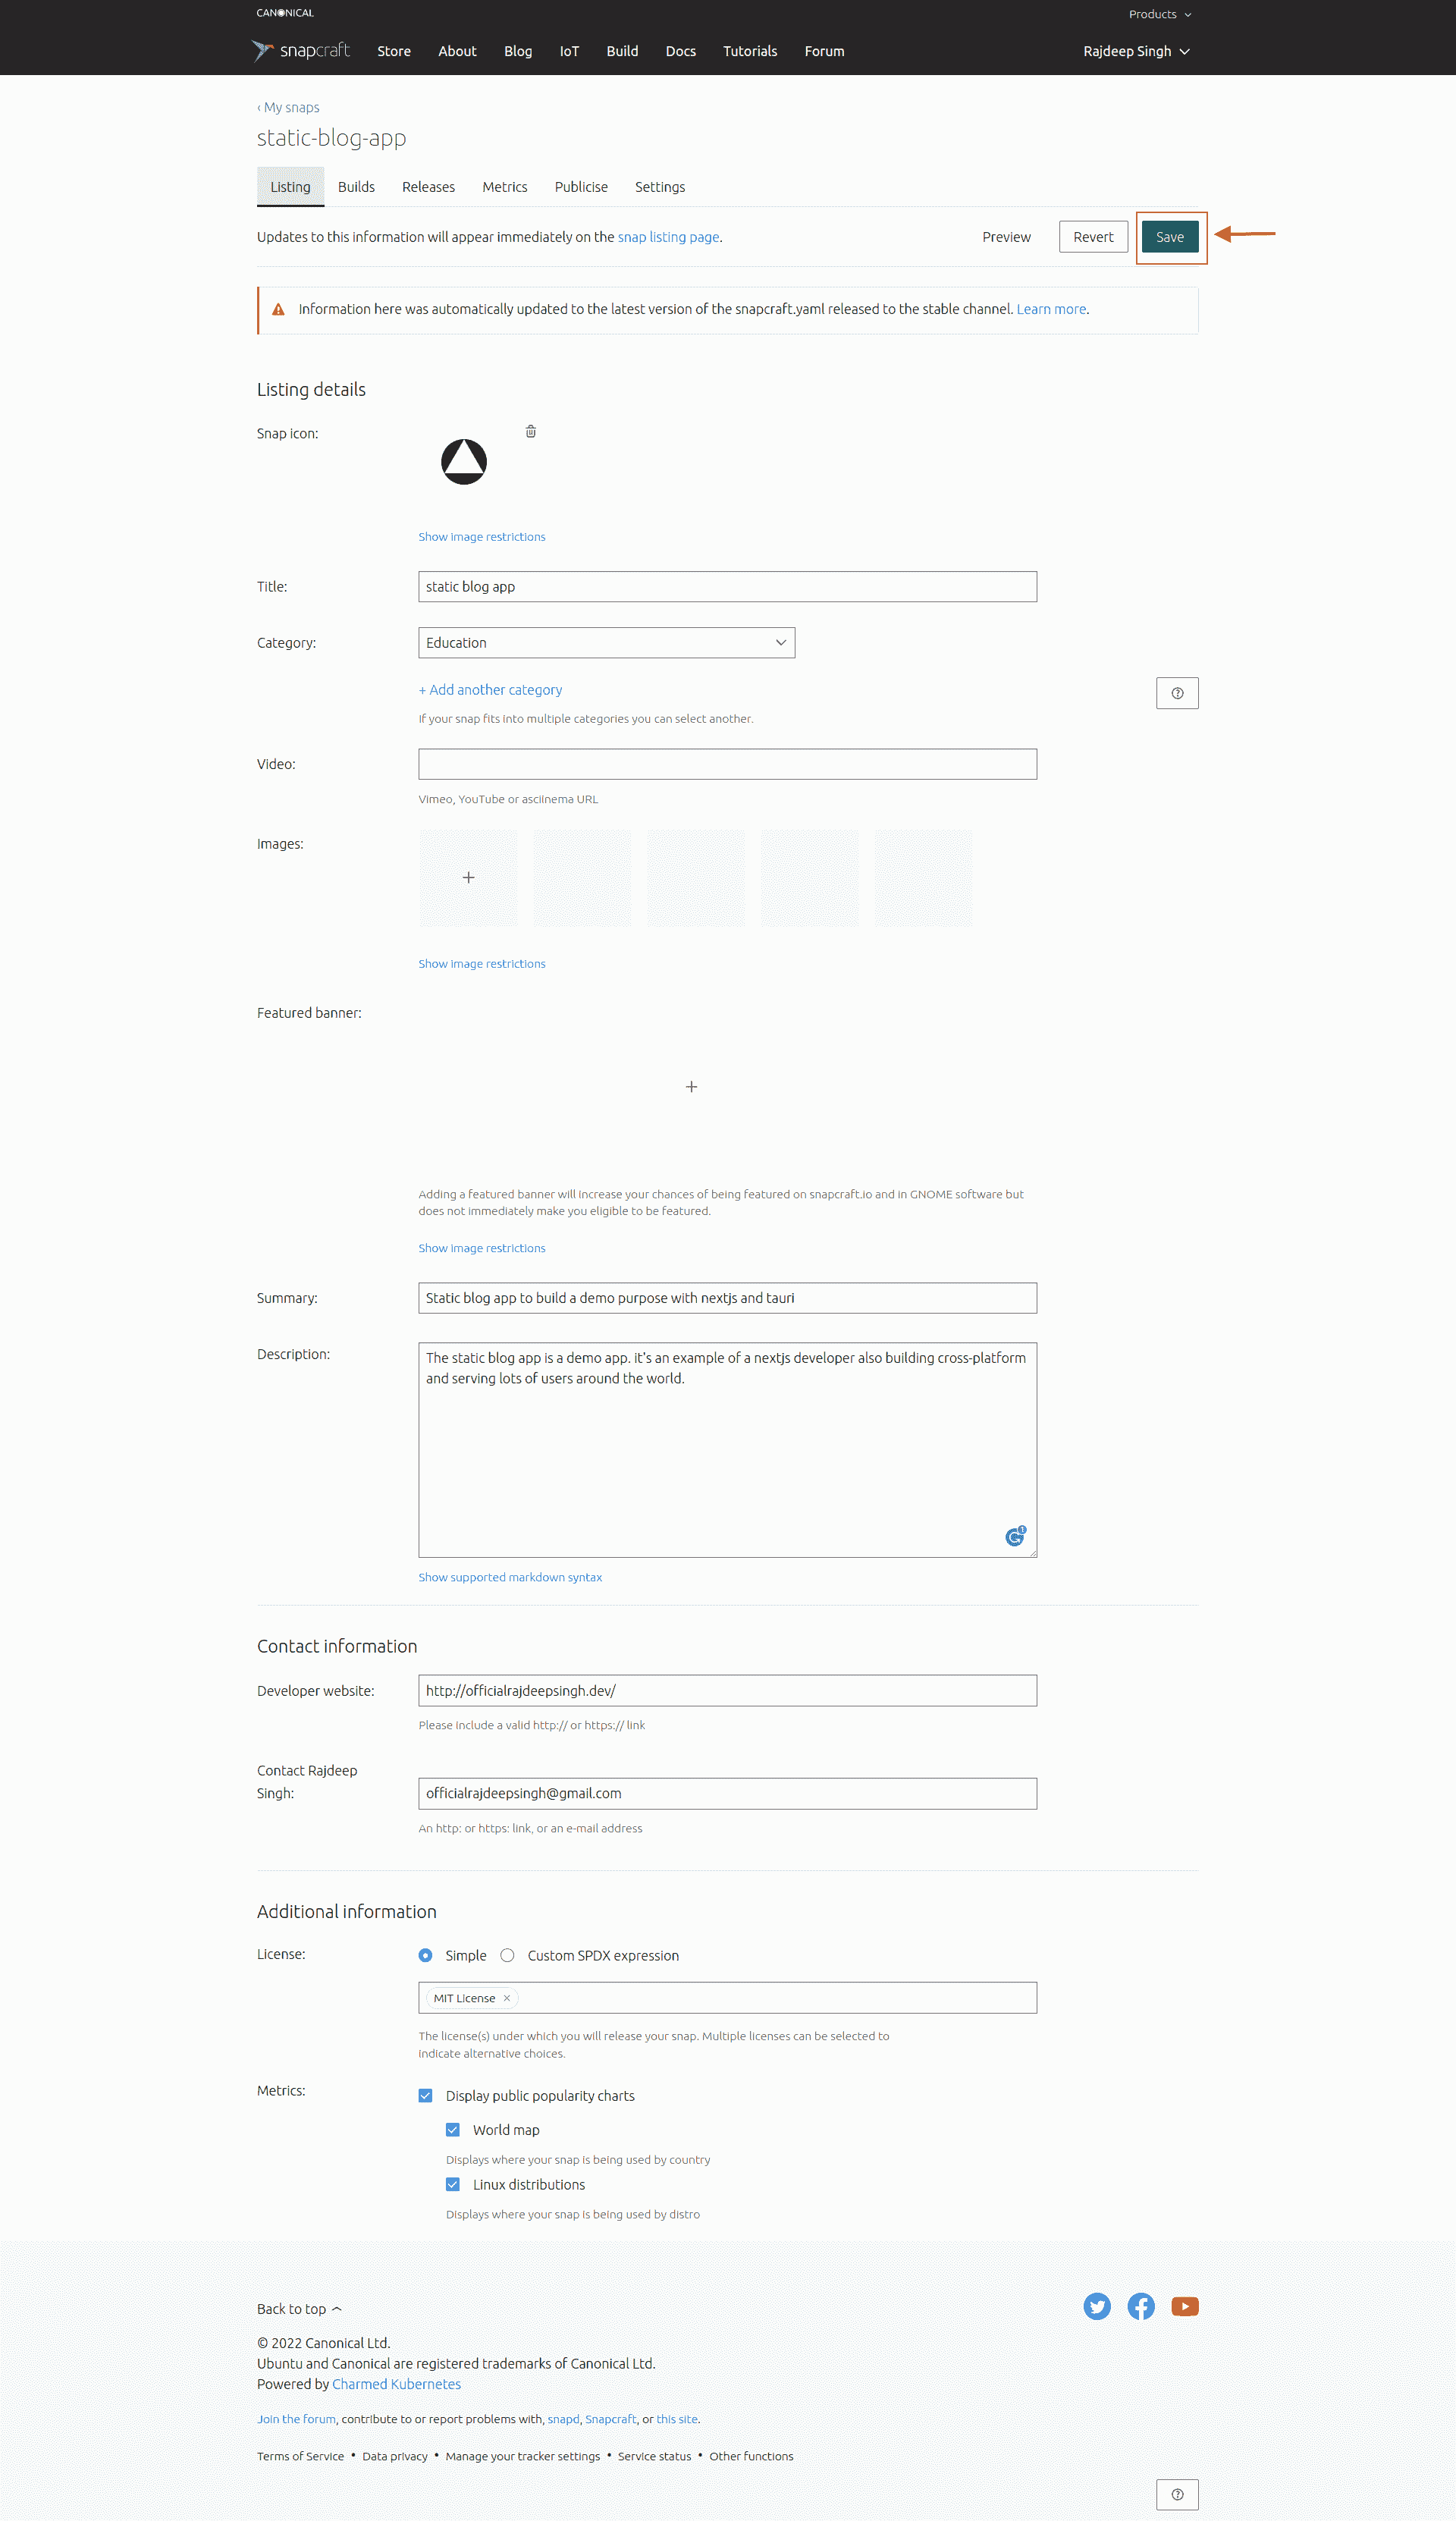 CANONICAL
Products
snapcraft Store About Blog IoT Build Docs Tutorials Forum Rajdeep Singh
‹ My snaps
static-blog-app
Listing Builds Releases Metrics Publicise Settings
Updates to this information will appear immediately on the snap listing page. Preview Revert Save
Information here was automatically updated to the latest version of the snapcraft.yaml released to the stable channel. Learn more.
Listing details
Snap icon:
Show image restrictions
Title: static blog app
Category: Education
+ Add another category
If your snap fits into multiple categories you can select another.
Video:
Vimeo, YouTube or asciinema URL
Images:
+
Show image restrictions
Featured banner:
+
Adding a featured banner will increase your chances of being featured on snapcraft.io and in GNOME software but
does not immediately make you eligible to be featured.
Show image restrictions
Summary: Static blog app to build a demo purpose with nextjs and tauri
Description: The static blog app is a demo app. it's an example of a nextjs developer also building cross-platform
and serving lots of users around the world.
1
Show supported markdown syntax
Contact information
Developer website: http://officialrajdeepsingh.dev/
Please include a valid http:// or https:// link
Contact Rajdeep
Singh: officialrajdeepsingh@gmail.com
An http: or https: link, or an e-mail address
Additional information
License: Simple Custom SPDX expression
MIT License ×
The license(s) under which you will release your snap. Multiple licenses can be selected to
indicate alternative choices.
Metrics: Display public popularity charts
World map
Displays where your snap is being used by country
Linux distributions
Displays where your snap is being used by distro
Back to top
© 2022 Canonical Ltd.
Ubuntu and Canonical are registered trademarks of Canonical Ltd.
Powered by Charmed Kubernetes
Join the forum, contribute to or report problems with, snapd, Snapcraft, or this site.
Terms of Service • Data privacy • Manage your tracker settings • Service status • Other functions